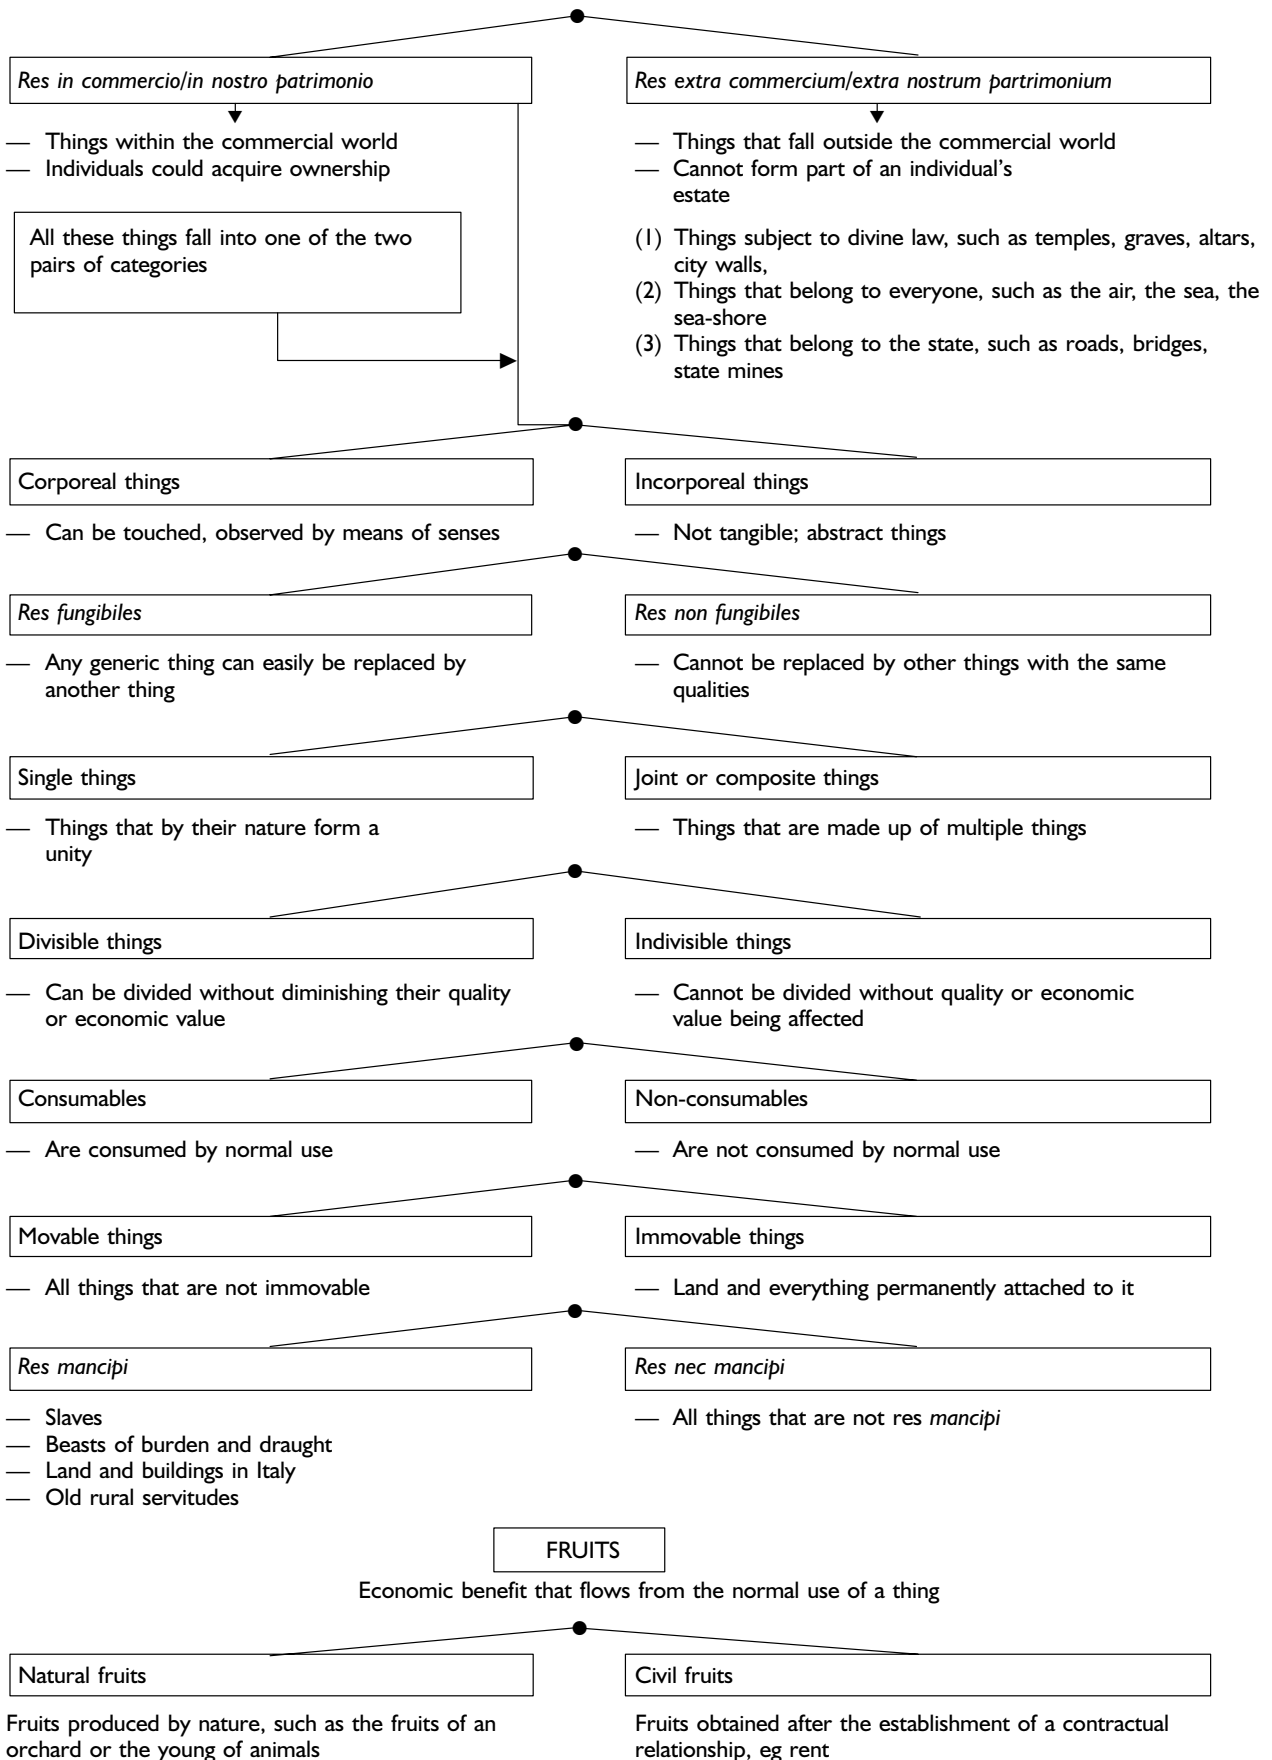 Res in commercio/in nostro patrimonio
Res extra commercium/extra nostrum partrimonium
— Things within the commercial world
— Individuals could acquire ownership
All these things fall into one of the two
pairs of categories
— Things that fall outside the commercial world
— Cannot form part of an individual's
estate
(1) Things subject to divine law, such as temples, graves, altars,
city walls,
(2) Things that belong to everyone, such as the air, the sea, the
sea-shore
(3) Things that belong to the state, such as roads, bridges,
state mines
Corporeal things
— Can be touched, observed by means of senses
Incorporeal things
— Not tangible; abstract things
Res fungibiles
— Any generic thing can easily be replaced by
another thing
Res non fungibiles
— Cannot be replaced by other things with the same
qualities
Single things
— Things that by their nature form a
unity
Joint or composite things
— Things that are made up of multiple things
Divisible things
— Can be divided without diminishing their quality
or economic value
Indivisible things
— Cannot be divided without quality or economic
value being affected
Consumables
— Are consumed by normal use
Non-consumables
— Are not consumed by normal use
Movable things
— All things that are not immovable
Immovable things
— Land and everything permanently attached to it
Res mancipi
— Slaves
— Beasts of burden and draught
— Land and buildings in Italy
— Old rural servitudes
Res nec mancipi
— All things that are not res mancipi
FRUITS
Economic benefit that flows from the normal use of a thing
Natural fruits
Fruits produced by nature, such as the fruits of an
orchard or the young of animals
Civil fruits
Fruits obtained after the establishment of a contractual
relationship, eg rent